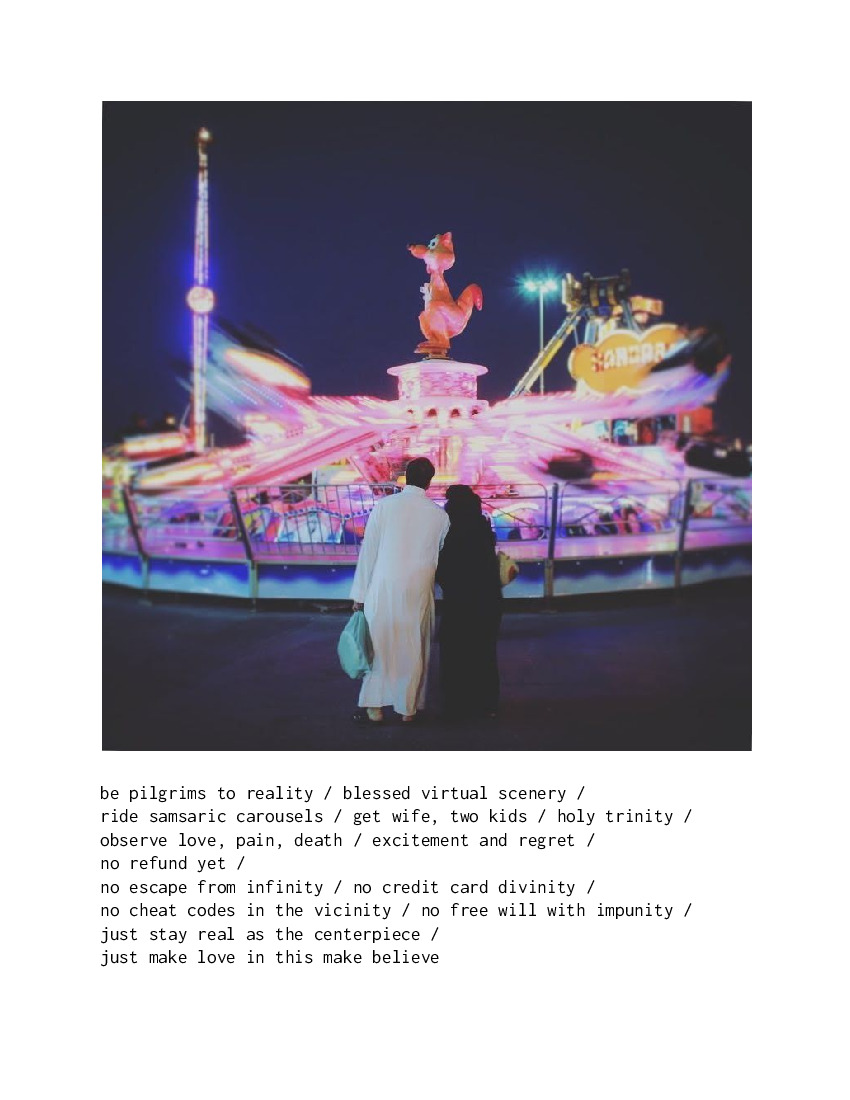 be pilgrims to reality / blessed virtual scenery /
ride samsaric carousels / get wife, two kids / holy trinity /
observe love, pain, death / excitement and regret /
no refund yet /
no escape from infinity / no credit card divinity /
no cheat codes in the vicinity / no free will with impunity /
just stay real as the centerpiece /
just make love in this make believe